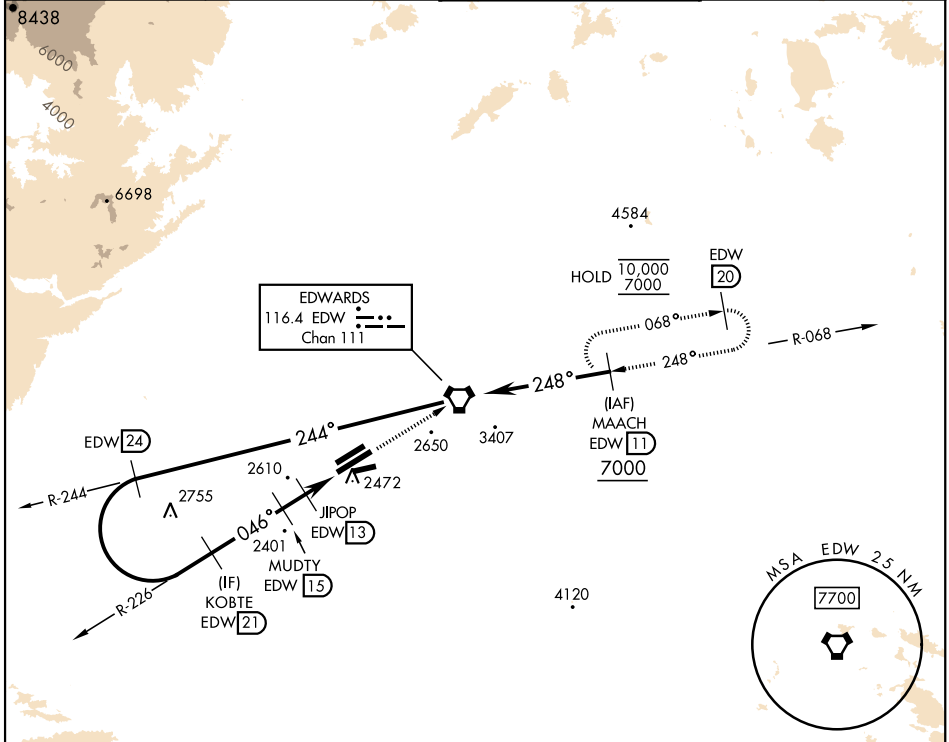 8438
6000
4000
6698
4584
HOLD 10,000
7000
EDW
20
068°
248°
R-068
EDWARDS
116.4 EDW
Chan 111
248°
(IAF)
MAACH
EDW 11
7000
244°
2650
3407
EDW 24
R-244
2610
2472
2755
JIPOP
EDW 13
046°
2401
MUDTY
EDW 15
(IF)
KOBTE
EDW 21
R-226
4120
MSA EDW 25 NM
7700